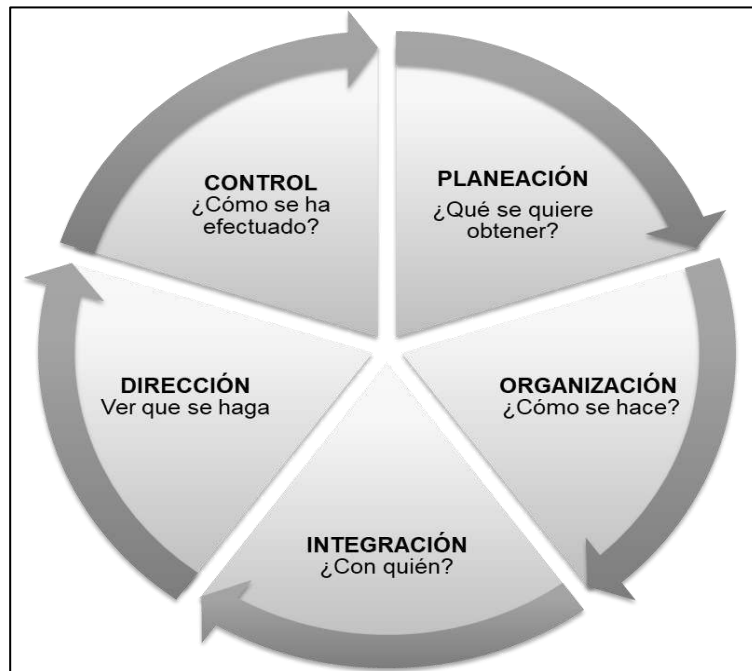 PLANEACIÓN
¿Qué se quiere
obtener?
ORGANIZACIÓN
¿Cómo se hace?
INTEGRACIÓN
¿Con quién?
DIRECCIÓN
Ver que se haga
CONTROL
¿Cómo se ha
efectuado?